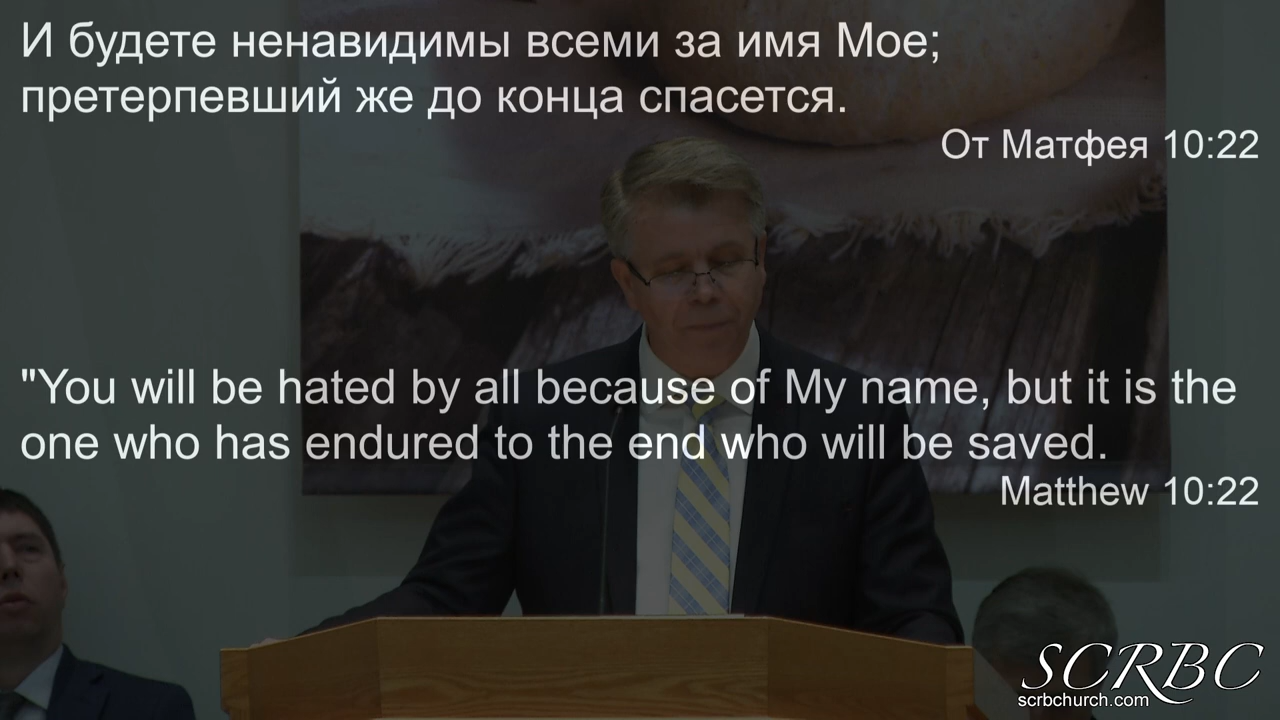 И будете ненавидимы всеми за имя Мое;
претерпевший же до конца спасется.
От Матфея 10:22
"You will be hated by all because of My name, but it is the
one who has endured to the end who will be saved.
Matthew 10:22
SCRBC
scrbchurch.com